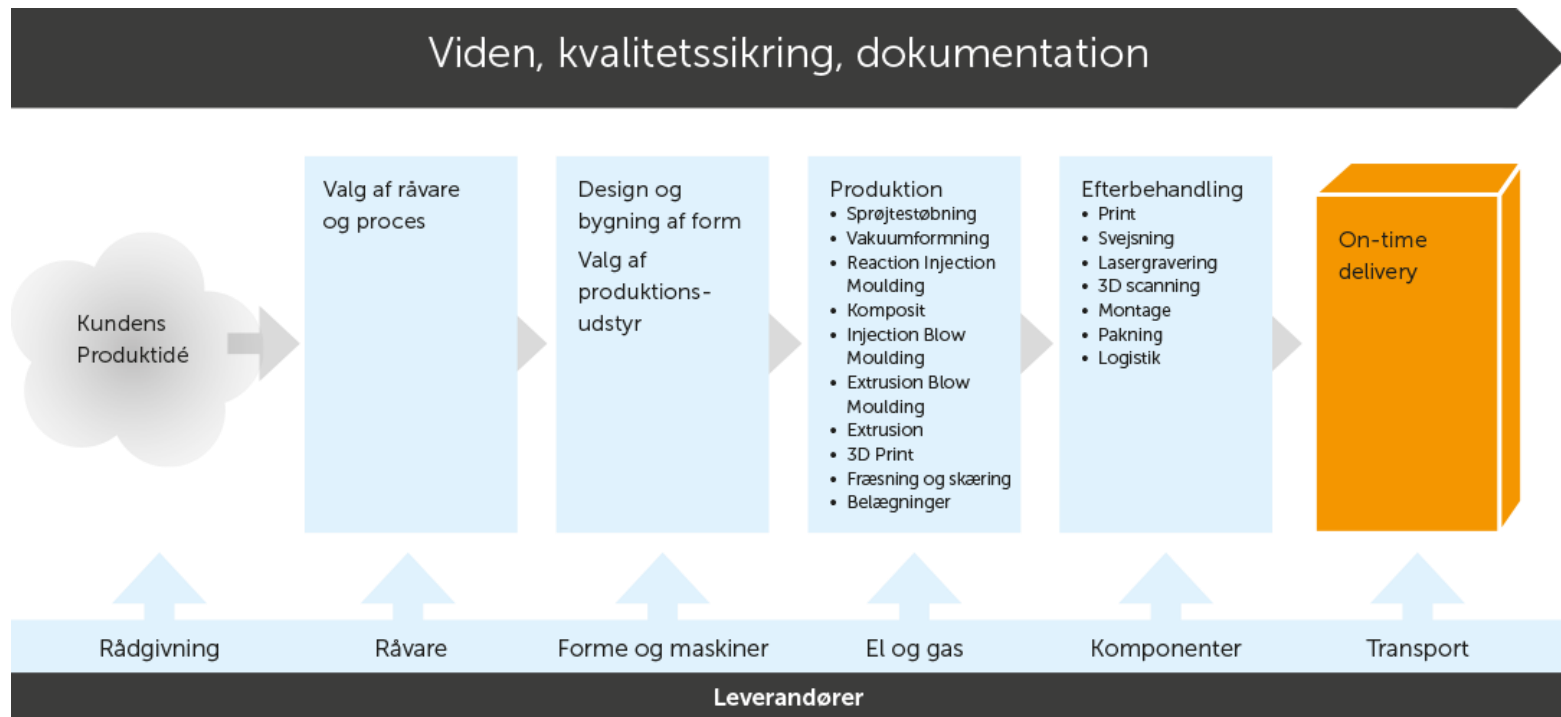 Viden, kvalitetssikring, dokumentation
Kundens
Produktidé
Valg af råvare
og proces
Design og
bygning af form
Valg af
produktions-
udstyr
Produktion
• Sprøjtestøbning
• Vakuumformning
• Reaction Injection
Moulding
• Komposit
• Injection Blow
Moulding
• Extrusion Blow
Moulding
• Extrusion
• 3D Print
• Fræsning og skæring
• Belægninger
Efterbehandling
• Print
• Svejsning
• Lasergravering
• 3D scanning
• Montage
• Pakning
• Logistik
On-time
delivery
Rådgivning
Råvare
Forme og maskiner
El og gas
Komponenter
Transport
Leverandører